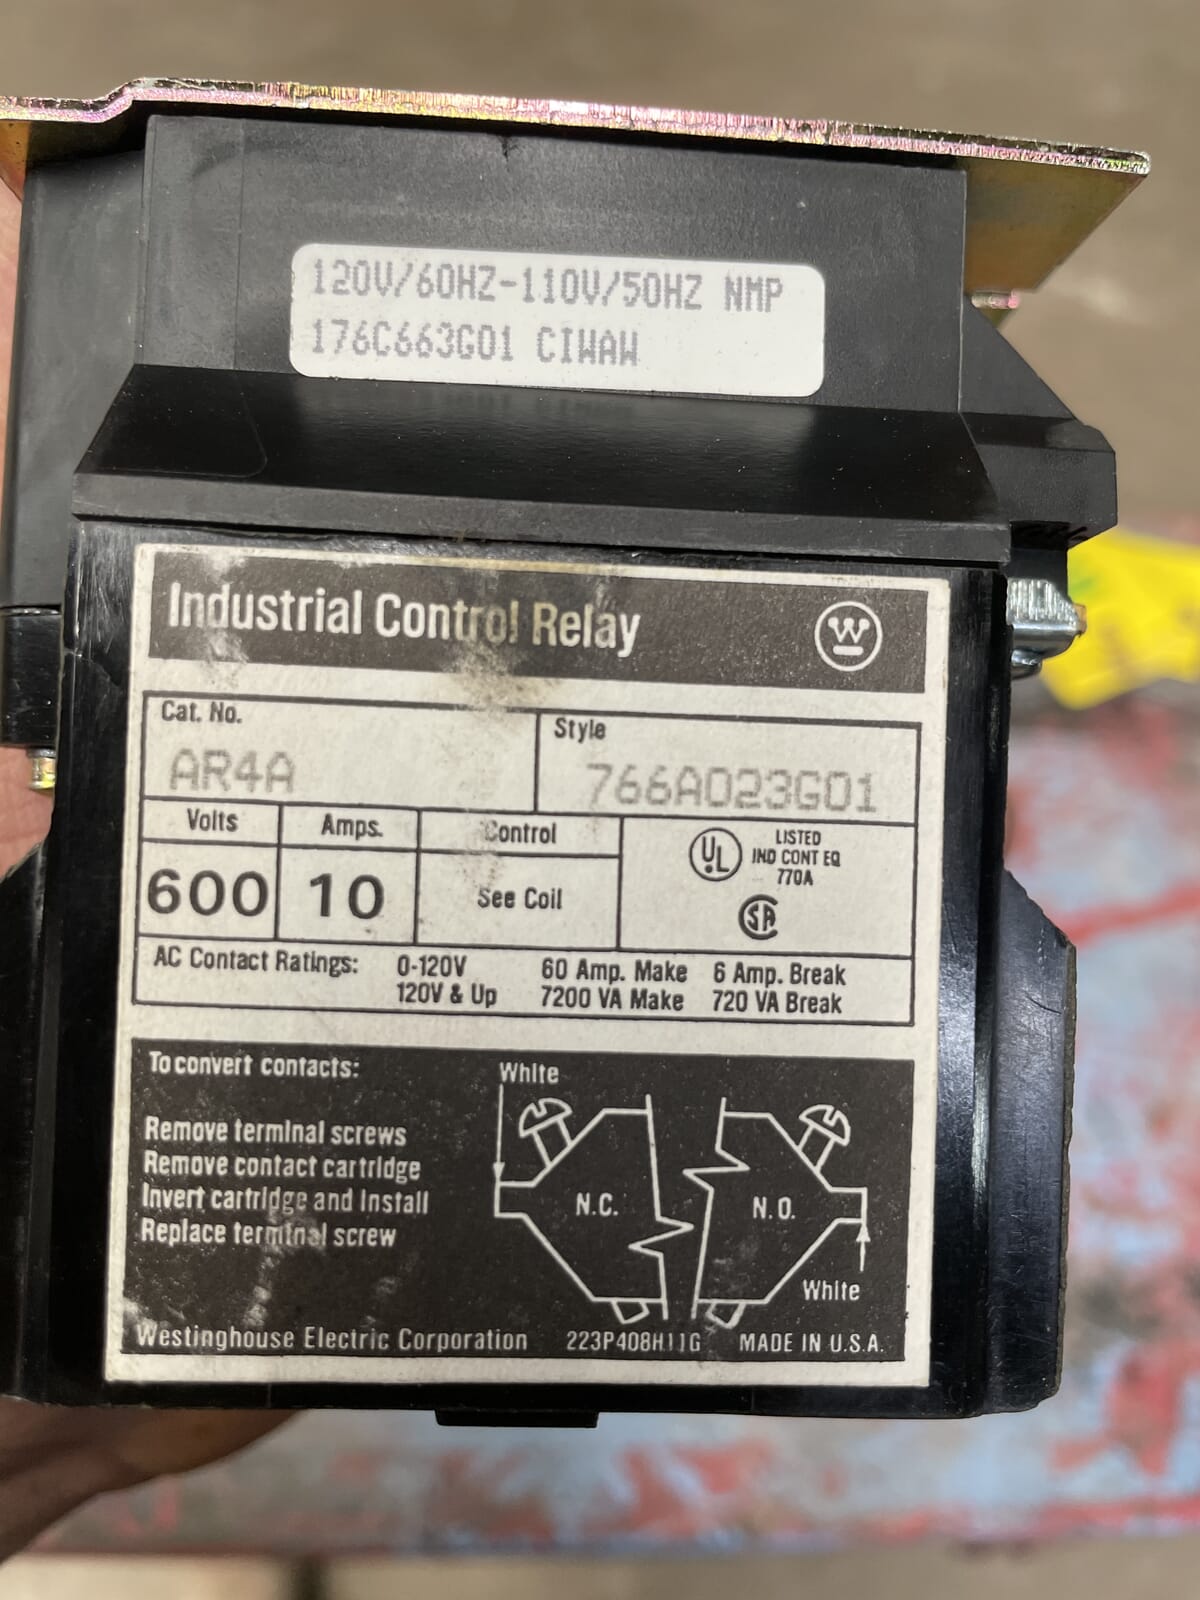 120V/60HZ-110V/50HZ NMP
176C663G01 CIWAW
Industrial Control Relay
W
Cat. No.
AR4A
Style
766A023G01
Volts
600
Amps.
10
Control
See Coil
UL
LISTED
IND CONT EQ
770A
SA
AC Contact Ratings: 0-120V 60 Amp. Make 6 Amp. Break
120V & Up 7200 VA Make 720 VA Break
To convert contacts:
Remove terminal screws
Remove contact cartridge
Invert cartridge and Install
Replace terminal screw
White
N.C.
N.O.
White
Westinghouse Electric Corporation 223P408H11G MADE IN U.S.A.